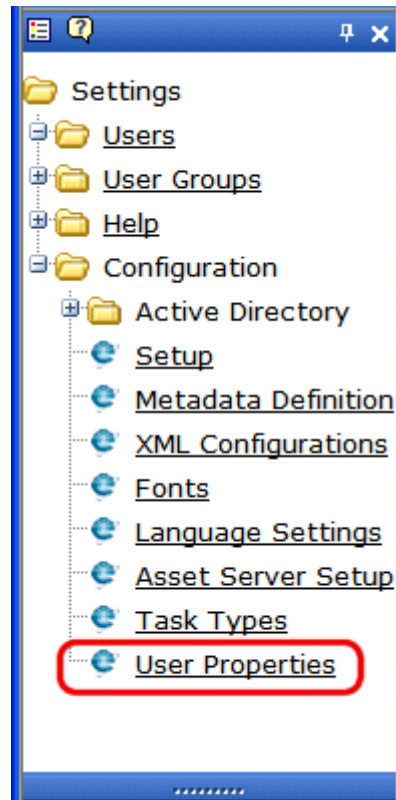 Settings
Users
User Groups
Help
Configuration
Active Directory
Setup
Metadata Definition
XML Configurations
Fonts
Language Settings
Asset Server Setup
Task Types
User Properties